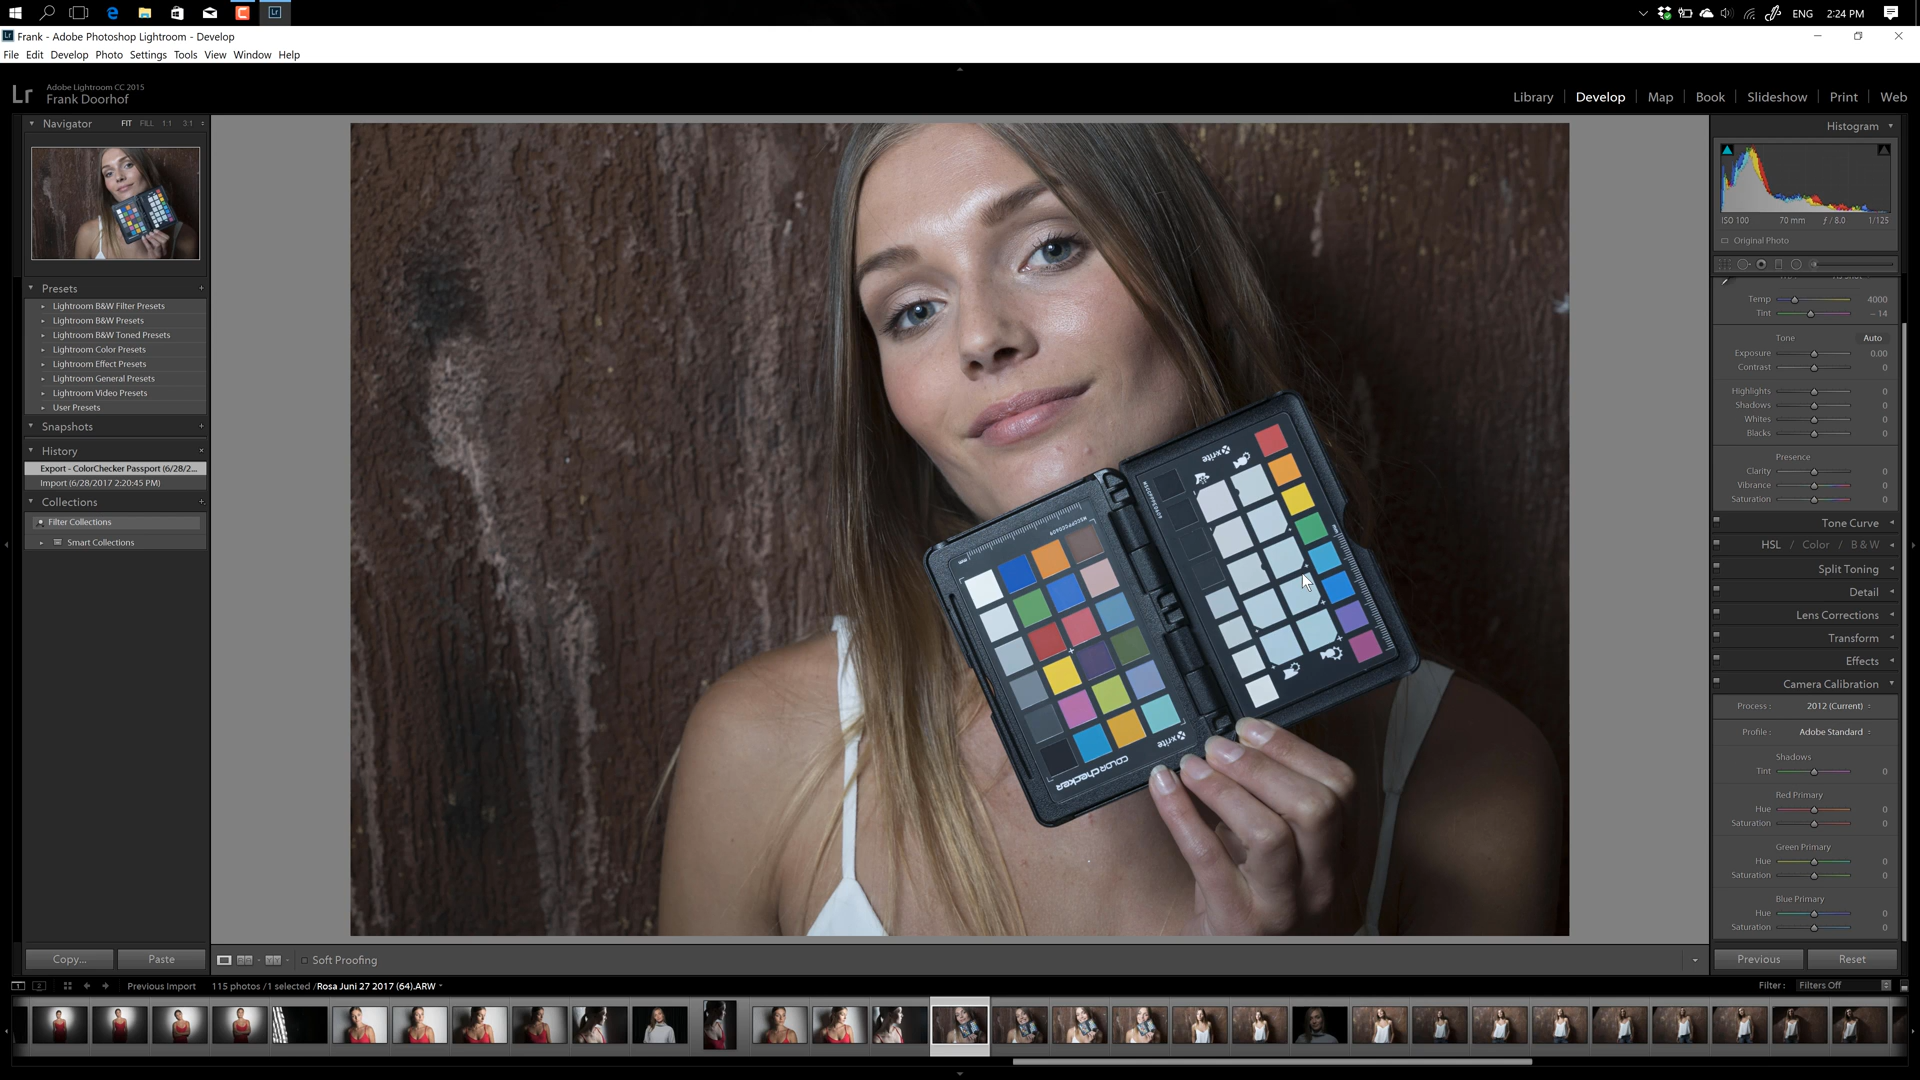 ENG
2:24 PM
Lr Frank - Adobe Photoshop Lightroom - Develop
File Edit Develop Photo Settings Tools View Window Help
Lr
Adobe Lightroom CC 2015
Frank Doorhof
Library | Develop | Map | Book | Slideshow | Print | Web
Navigator FIT FILL 1:1 3:1
Presets
Lightroom B&W Filter Presets
Lightroom B&W Presets
Lightroom B&W Toned Presets
Lightroom Color Presets
Lightroom Effect Presets
Lightroom General Presets
Lightroom Video Presets
User Presets
Snapshots
History
Export - ColorChecker Passport (6/28/2...
Import (6/28/2017 2:20:45 PM)
Collections
Filter Collections
Smart Collections
Copy...
Paste
x-rite
mm
x-rite
colorchecker
Histogram
ISO 100 70 mm ƒ / 8.0 1/125
Original Photo
Temp 4000
Tint - 14
Tone Auto
Exposure 0.00
Contrast 0
Highlights 0
Shadows 0
Whites 0
Blacks 0
Presence
Clarity 0
Vibrance 0
Saturation 0
Tone Curve
HSL / Color / B & W
Split Toning
Detail
Lens Corrections
Transform
Effects
Camera Calibration
Process : 2012 (Current)
Profile : Adobe Standard
Shadows
Tint 0
Red Primary
Hue 0
Saturation 0
Green Primary
Hue 0
Saturation 0
Blue Primary
Hue 0
Saturation 0
Previous
Reset
Soft Proofing
1 2 Previous Import 115 photos / 1 selected / Rosa Juni 27 2017 (64).ARW
Filter : Filters Off